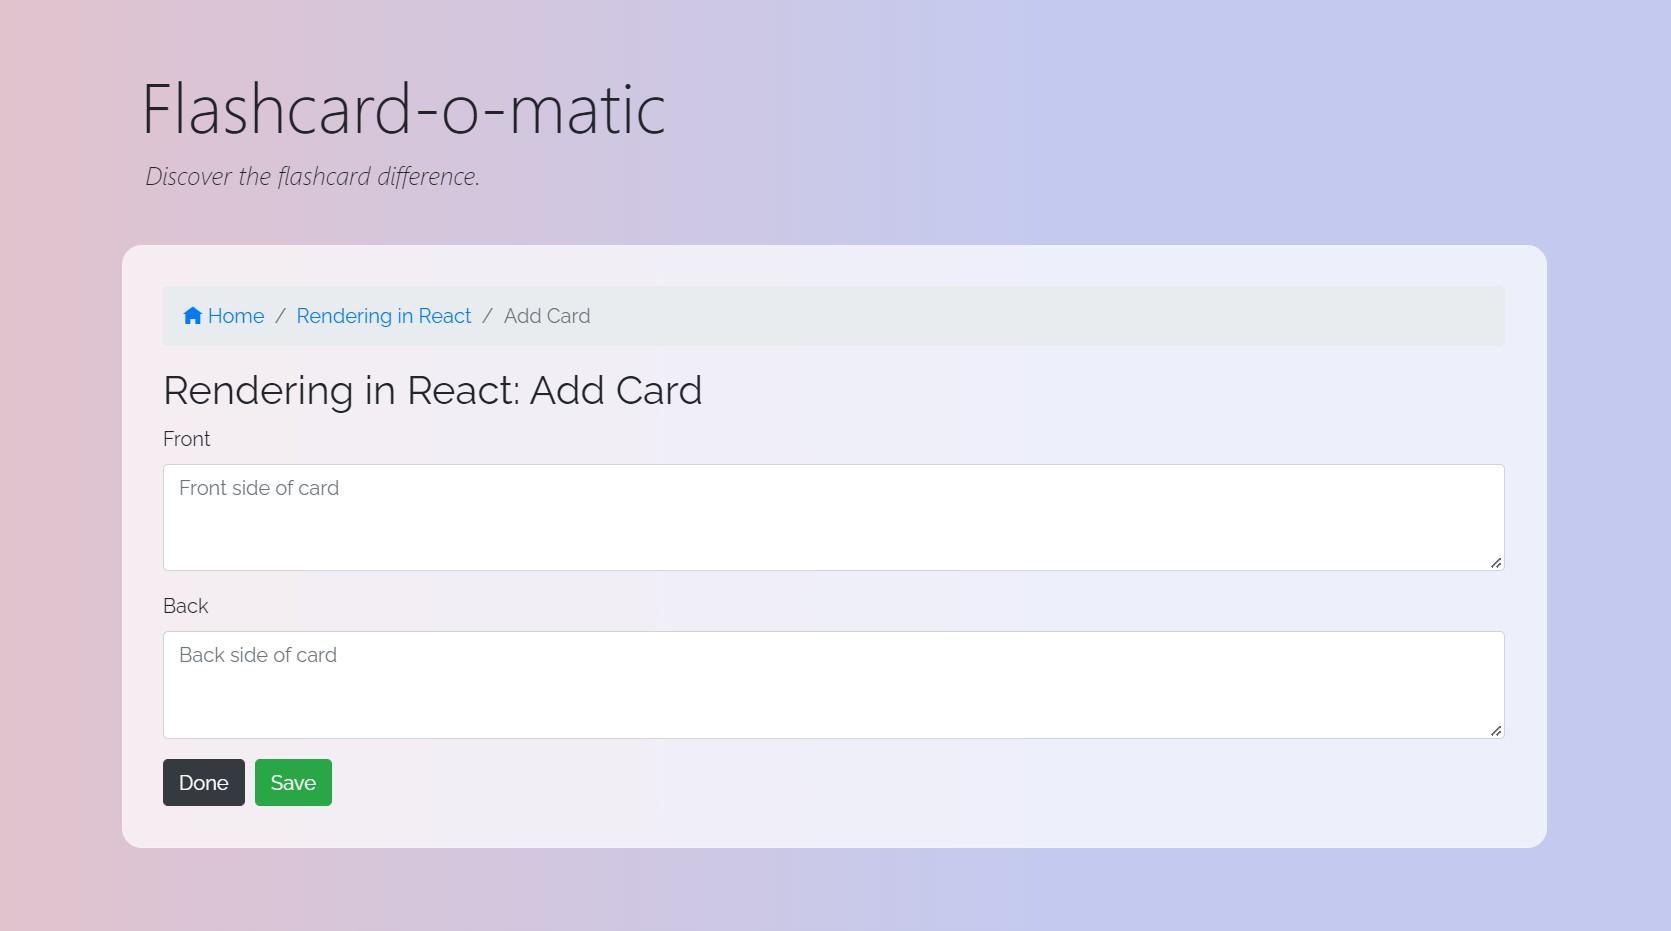 Flashcard-o-matic
Discover the flashcard difference.
Home / Rendering in React / Add Card
Rendering in React: Add Card
Front
Front side of card
Back
Back side of card
Done Save